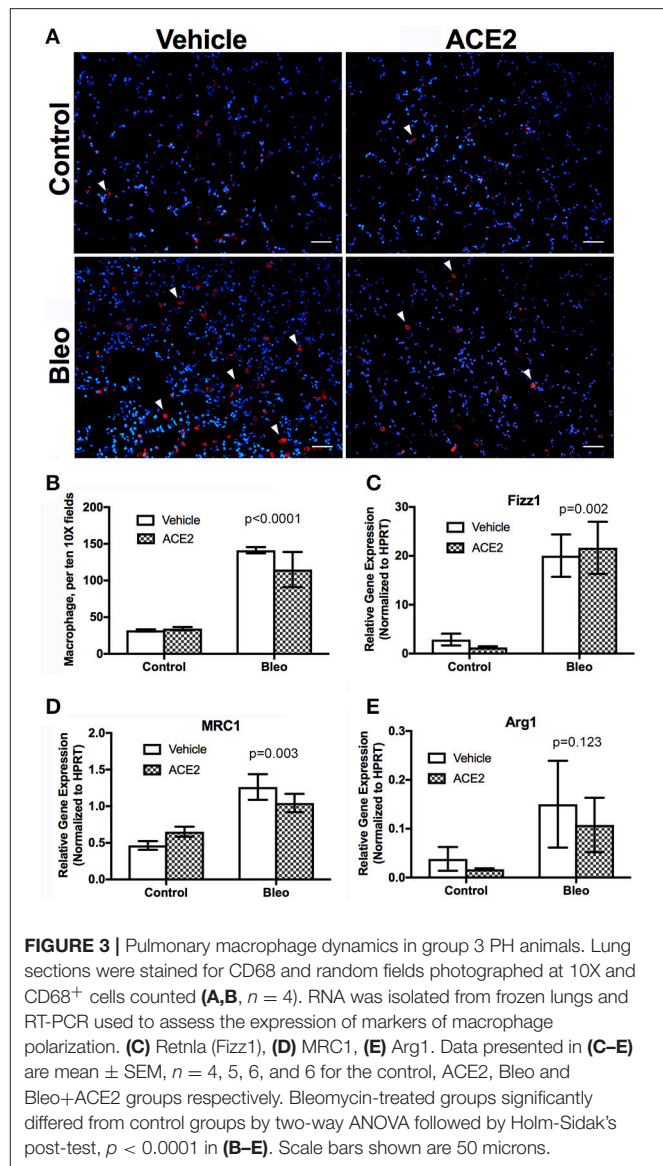 A
Vehicle
ACE2
Control
Bleo
B
Macrophage, per ten 10X fields
200
150
100
50
0
Vehicle
ACE2
p<0.0001
Control
Bleo
C
Fizz1
Relative Gene Expression
(Normalized to HPRT)
30
20
10
0
Vehicle
ACE2
p=0.002
Control
Bleo
D
MRC1
Relative Gene Expression
(Normalized to HPRT)
2.0
1.5
1.0
0.5
0.0
Vehicle
ACE2
p=0.003
Control
Bleo
E
Arg1
Relative Gene Expression
(Normalized to HPRT)
0.3
0.2
0.1
0.0
Vehicle
ACE2
p=0.123
Control
Bleo
FIGURE 3 | Pulmonary macrophage dynamics in group 3 PH animals. Lung
sections were stained for CD68 and random fields photographed at 10X and
CD68+ cells counted (A,B, n = 4). RNA was isolated from frozen lungs and
RT-PCR used to assess the expression of markers of macrophage
polarization. (C) Retnla (Fizz1), (D) MRC1, (E) Arg1. Data presented in (C–E)
are mean ± SEM, n = 4, 5, 6, and 6 for the control, ACE2, Bleo and
Bleo+ACE2 groups respectively. Bleomycin-treated groups significantly
differed from control groups by two-way ANOVA followed by Holm-Sidak's
post-test, p < 0.0001 in (B–E). Scale bars shown are 50 microns.